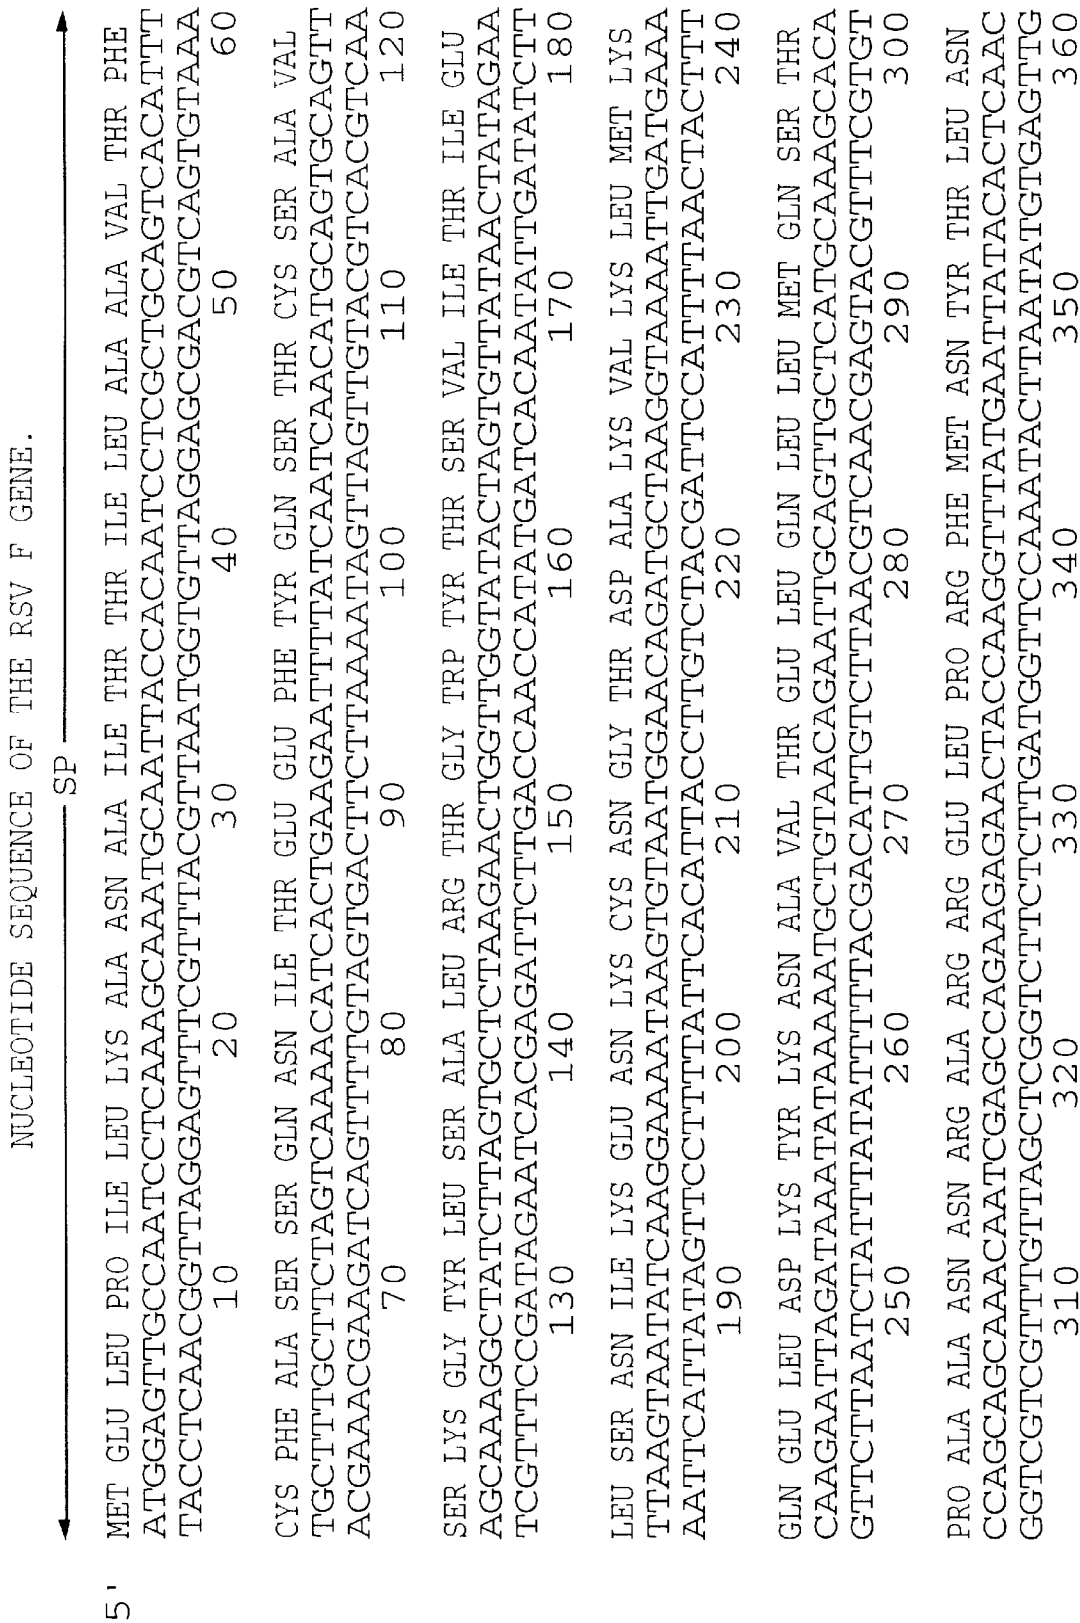 NUCLEOTIDE SEQUENCE OF THE RSV F GENE.
SP
5'
MET GLU LEU PRO ILE LEU LYS ALA ASN ALA ILE THR THR ILE LEU ALA ALA VAL THR PHE
ATGGAGTTGCCAATCCTCAAAGCAAATGCAATTACCACAATCCTCGCTGCAGTCACATTT
TACCTCAACGGTTAGGAGTTTCGTTTACGTTAATGGTGTTAGGAGCGACGTCAGTGTAAA
10 20 30 40 50 60
CYS PHE ALA SER SER GLN ASN ILE THR GLU GLU PHE TYR GLN SER THR CYS SER ALA VAL
TGCTTTGCTTCTAGTCAAAACATCACTGAAGAATTTTATCAATCAACATGCAGTGCAGTT
ACGAAACGAAGATCAGTTTTGTAGTGACTTCTTAAAATAGTTAGTTGTACGTCACGTCAA
70 80 90 100 110 120
SER LYS GLY TYR LEU SER ALA LEU ARG THR GLY TRP TYR THR SER VAL ILE THR ILE GLU
AGCAAAGGCTATCTTAGTGCTCTAAGAACTGGTTGGTATACTAGTGTTATAACTATAGAA
TCGTTTCCGATAGAATCACGAGATTCTTGACCAACCATATGATCACAATATTGATATCTT
130 140 150 160 170 180
LEU SER ASN ILE LYS GLU ASN LYS CYS ASN GLY THR ASP ALA LYS VAL LYS LEU MET LYS
TTAAGTAATATCAAGGAAAATAAGTGTAATGGAACAGATGCTAAGGTAAAATTGATGAAA
AATTCATTATAGTTCCTTTTATTCACATTACCTTGTCTACGATTCCATTTTAACTACTTT
190 200 210 220 230 240
GLN GLU LEU ASP LYS TYR LYS ASN ALA VAL THR GLU LEU GLN LEU LEU MET GLN SER THR
CAAGAATTAGATAAATATAAAAATGCTGTAACAGAATTGCAGTTGCTCATGCAAAGCACA
GTTCTTAATCTATTTATATTTTTACGACATTGTCTTAACGTCAACGAGTACGTTTCGTGT
250 260 270 280 290 300
PRO ALA ALA ASN ASN ARG ALA ARG ARG GLU LEU PRO ARG PHE MET ASN TYR THR LEU ASN
CCAGCAGCAAACAATCGAGCCAGAAGAGAACTACCAAGGTTTATGAATTATACACTCAAC
GGTCGTCGTTTGTTAGCTCGGTCTTCTCTTGATGGTTCCAAATACTTAATATGTGAGTTG
310 320 330 340 350 360